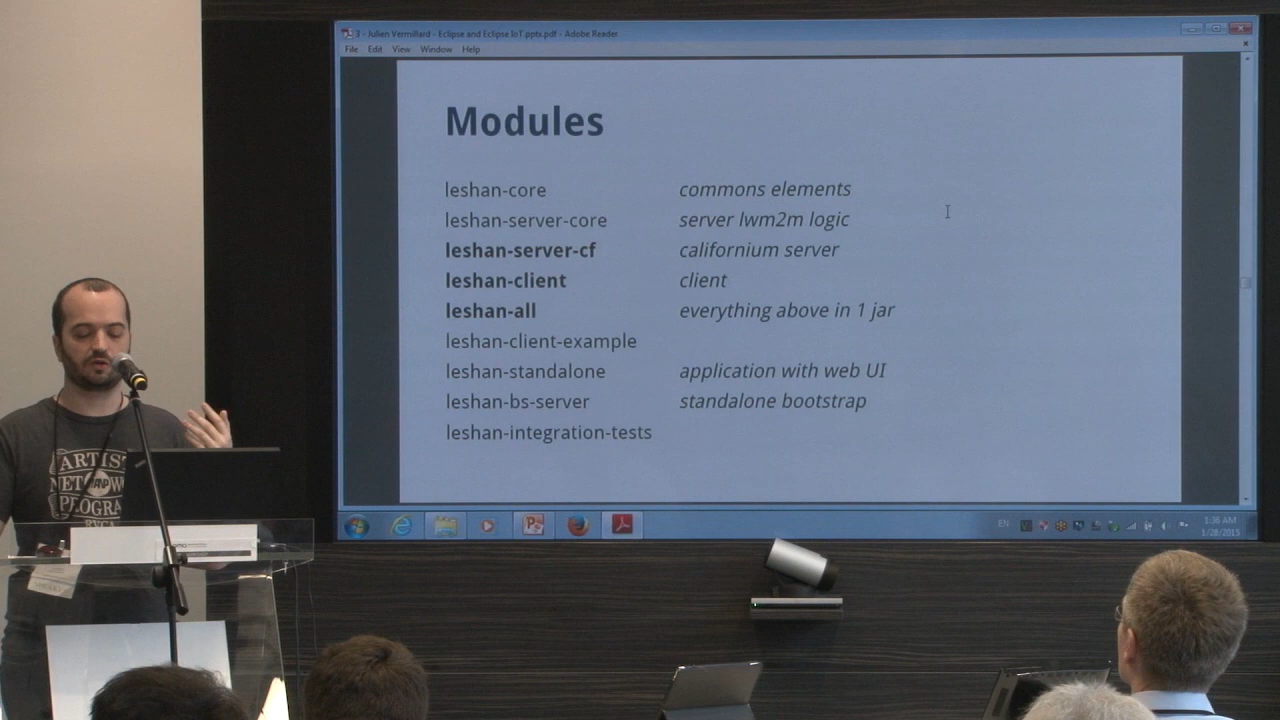 3 - Julien Vermillard - Eclipse and Eclipse IoT.pptx.pdf - Adobe Reader
File Edit View Window Help
Modules
leshan-core commons elements
leshan-server-core server lwm2m logic
leshan-server-cf californium server
leshan-client client
leshan-all everything above in 1 jar
leshan-client-example
leshan-standalone application with web UI
leshan-bs-server standalone bootstrap
leshan-integration-tests
EN
1:36 AM
1/28/2015
ARTIST
NETWO
PROGRA